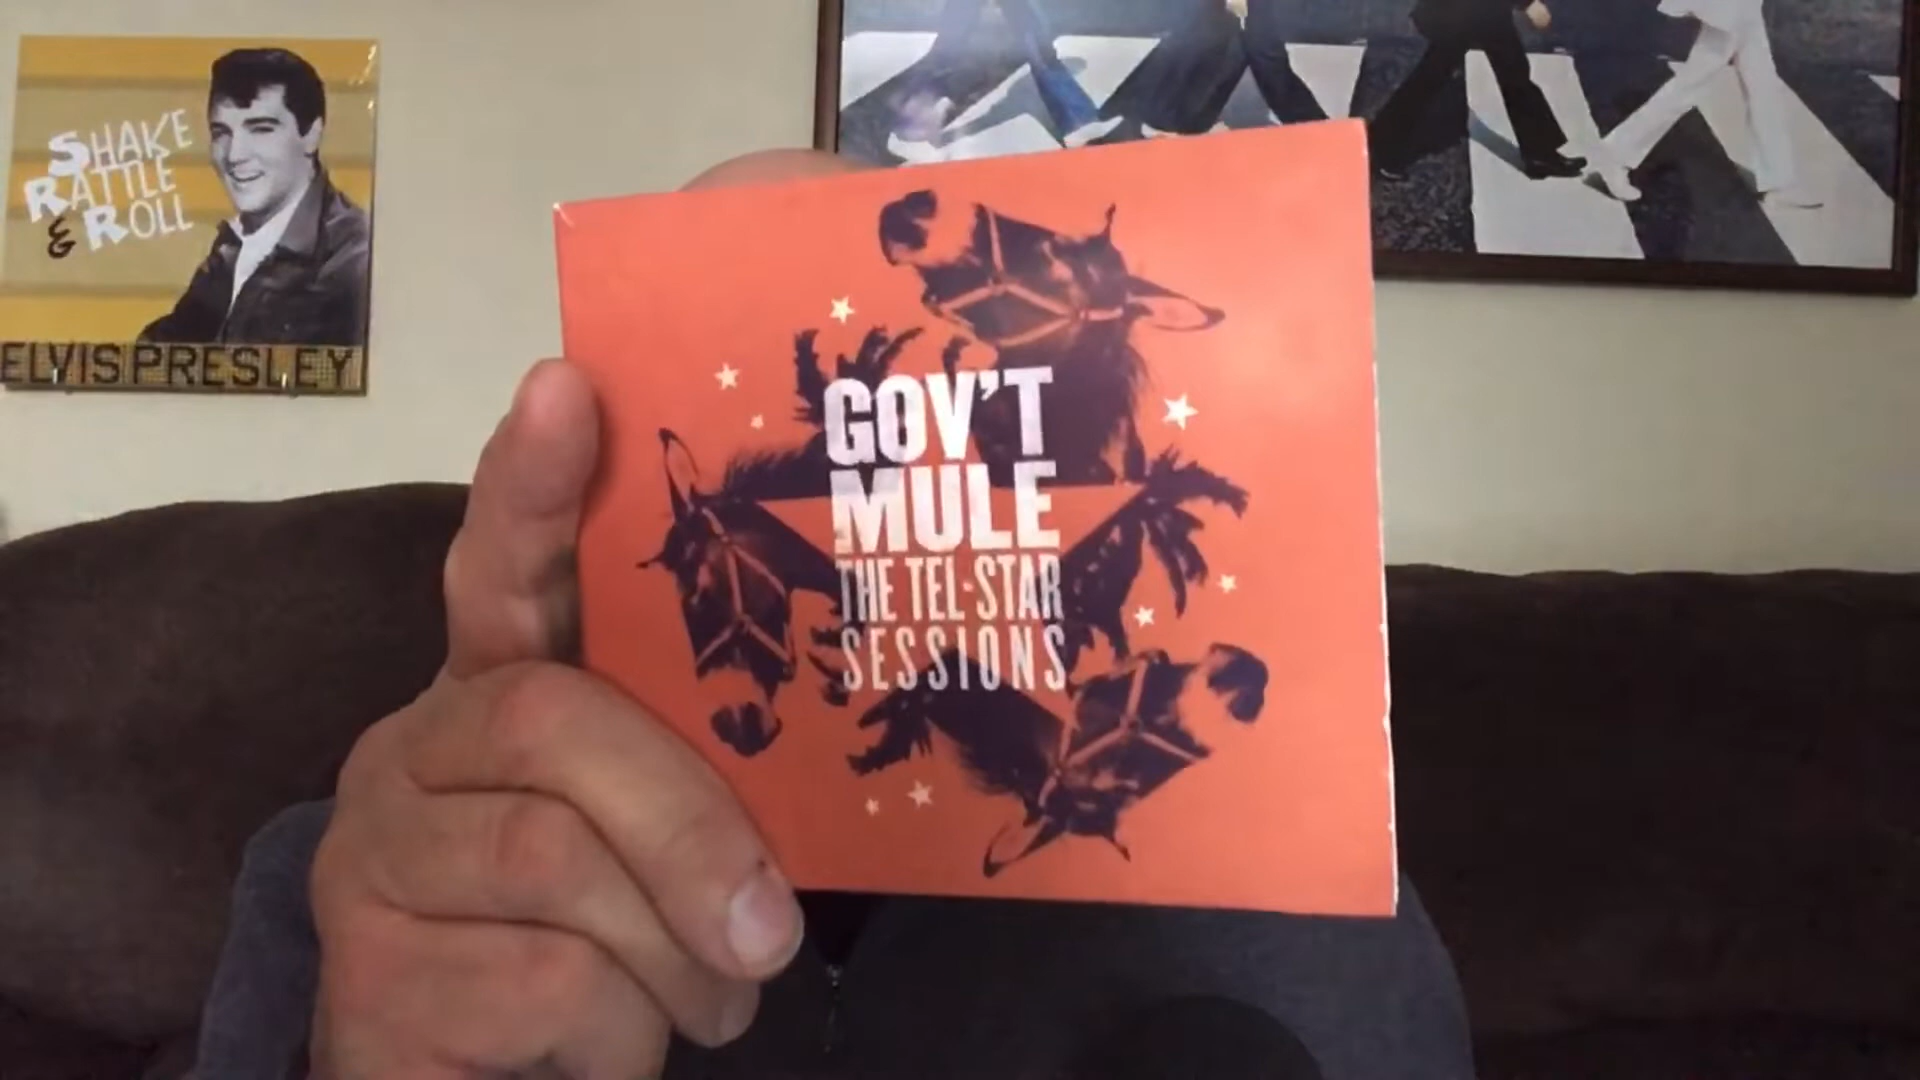 SHAKE
RATTLE
& ROLL
ELVIS PRESLEY
GOV'T
MULE
THE TEL-STAR
SESSIONS